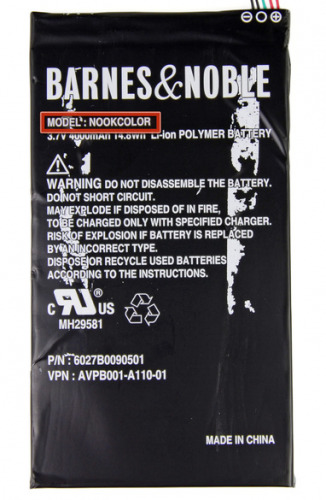 BARNES&NOBLE
MODEL : NOOKCOLOR
3.7V 4000mAh 14.8Wh Li-Ion POLYMER BATTERY
WARNING DO NOT DISASSEMBLE THE BATTERY.
DO NOT SHORT CIRCUIT.
MAY EXPLODE IF DISPOSED OF IN FIRE,
TO BE CHARGED ONLY WITH SPECIFIED CHARGER.
RISK OF EXPLOSION IF BATTERY IS REPLACED
BY AN INCORRECT TYPE.
DISPOSE OR RECYCLE USED BATTERIES
ACCORDING TO THE INSTRUCTIONS.
c RU US
MH29581
P/N : 6027B0090501
VPN : AVPB001-A110-01
MADE IN CHINA